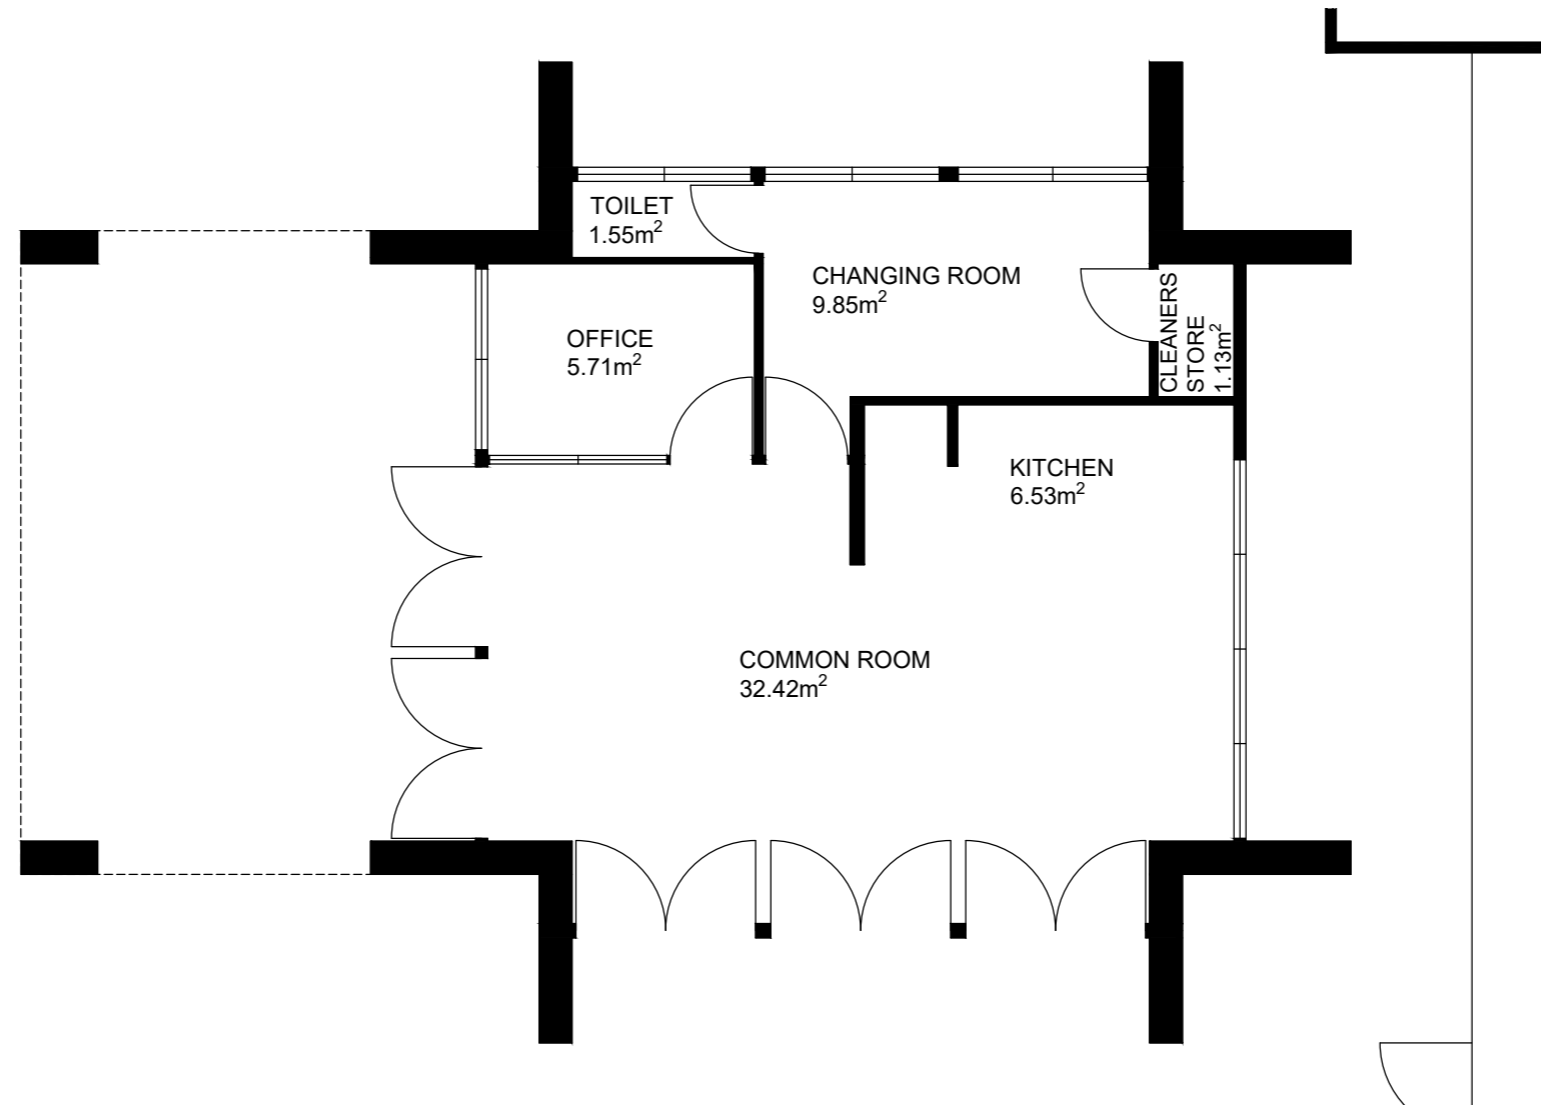 TOILET
1.55m²
CHANGING ROOM
9.85m²
CLEANERS
STORE
1.13m²
OFFICE
5.71m²
KITCHEN
6.53m²
COMMON ROOM
32.42m²